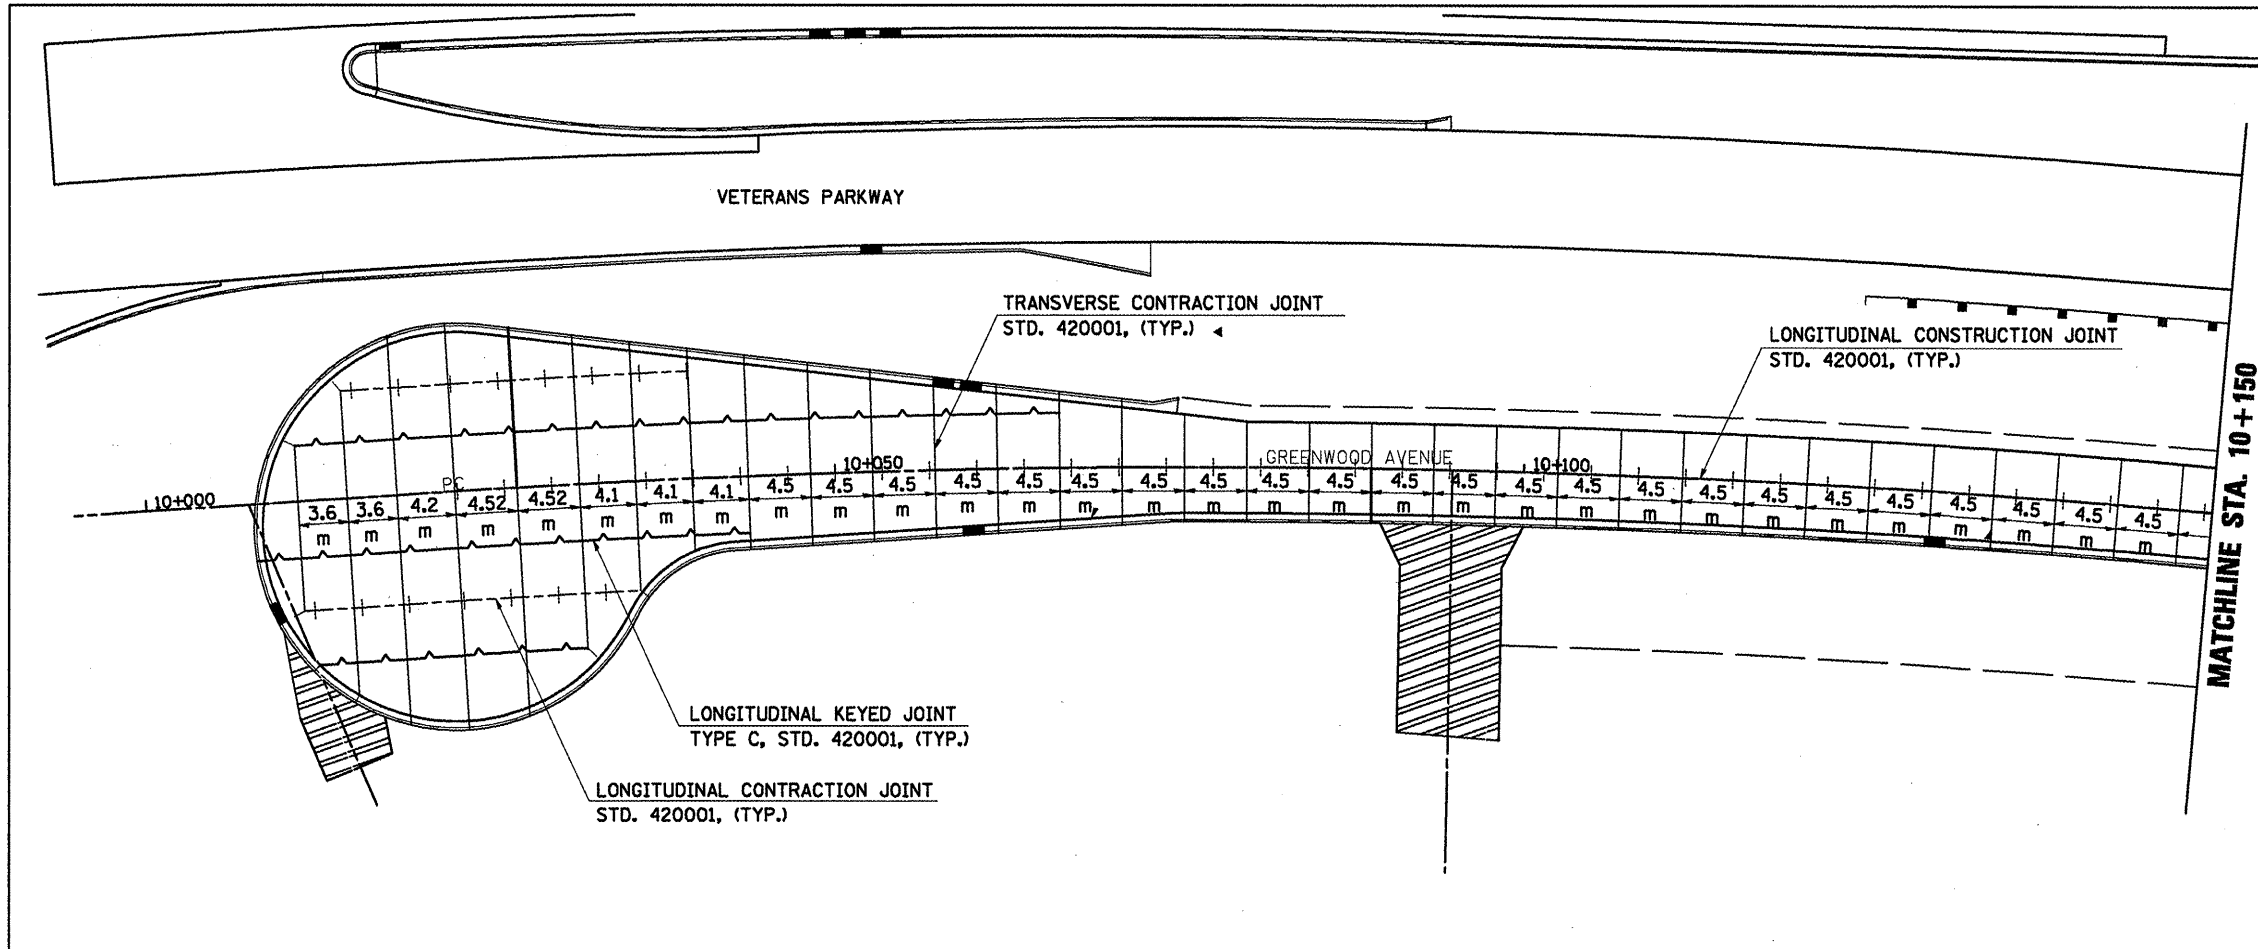 VETERANS PARKWAY
TRANSVERSE CONTRACTION JOINT
STD. 420001, (TYP.)
LONGITUDINAL CONSTRUCTION JOINT
STD. 420001, (TYP.)
MATCHLINE STA. 10+150
10+000
PC
10+050
GREENWOOD AVENUE
10+100
3.6 3.6 4.2 4.52 4.52 4.1 4.1 4.1 4.5 4.5 4.5 4.5 4.5 4.5 4.5 4.5 4.5 4.5 4.5 4.5 4.5 4.5 4.5 4.5 4.5 4.5 4.5 4.5 4.5 4.5 4.5
m m m m m m m m m m m m m m m m m m m m m m m m m m m m m m m
LONGITUDINAL KEYED JOINT
TYPE C, STD. 420001, (TYP.)
LONGITUDINAL CONTRACTION JOINT
STD. 420001, (TYP.)